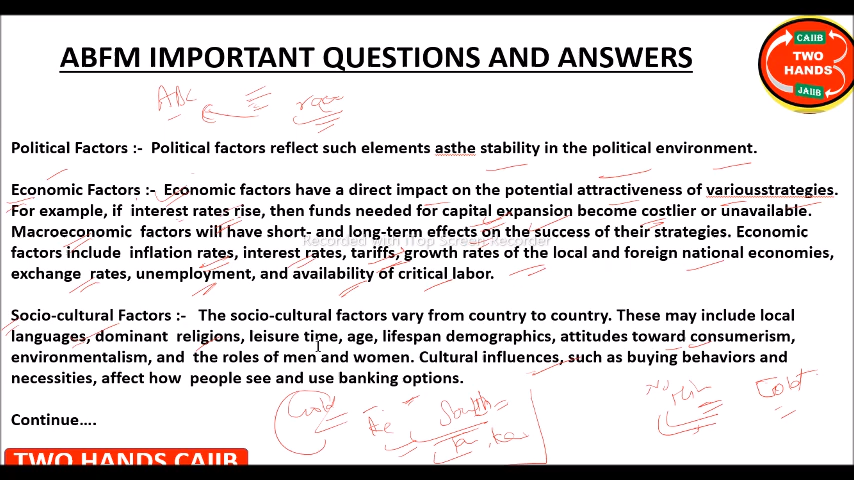 ABFM IMPORTANT QUESTIONS AND ANSWERS
CAIIB
TWO
HANDS
JAIIB
ABC
Political Factors :-  Political factors reflect such elements asthe stability in the political environment.
Economic Factors :- Economic factors have a direct impact on the potential attractiveness of variousstrategies.
For example, if interest rates rise, then funds needed for capital expansion become costlier or unavailable.
Macroeconomic factors will have short- and long-term effects on the success of their strategies. Economic
Recorded with iTop Screen Recorder
factors include inflation rates, interest rates, tariffs, growth rates of the local and foreign national economies,
exchange rates, unemployment, and availability of critical labor.
Socio-cultural Factors :-   The socio-cultural factors vary from country to country. These may include local
languages, dominant religions, leisure time, age, lifespan demographics, attitudes toward consumerism,
environmentalism, and the roles of men and women. Cultural influences, such as buying behaviors and
necessities, affect how people see and use banking options.
Gold
Continue....
TWO HANDS CAIIB